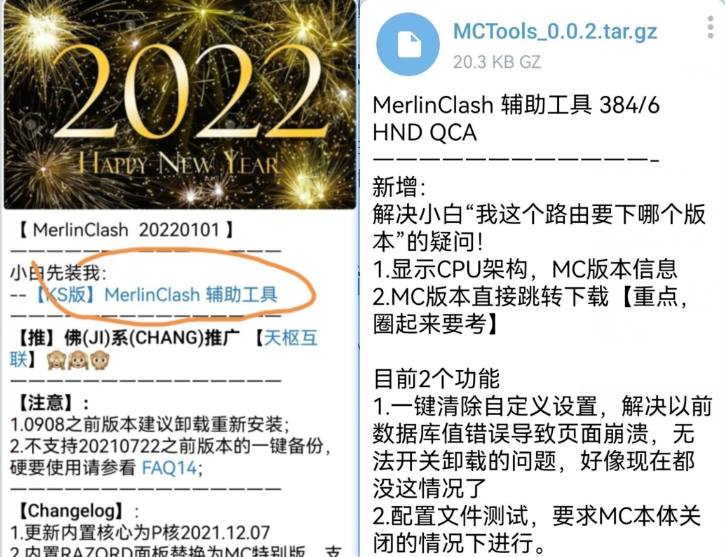 2022
HAPPY NEW YEAR
【 MerlinClash 20220101 】
———————————————
小白先装我：
--【KS版】MerlinClash 辅助工具
———————————————
【推】佛(JI)系(CHANG)推广 【天枢互
联】🙈🙉🙊
———————————————
【注意】：
1.0908之前版本建议卸载重新安装；
2.不支持20210722之前版本的一键备份，
硬要使用请参看 FAQ14；
———————————————
【Changelog】：
1.更新内置核心为P核2021.12.07
2.内置RAZORD面板替换为MC特别版，支
MCTools_0.0.2.tar.gz
20.3 KB GZ
MerlinClash 辅助工具 384/6
HND QCA
————————————–
新增：
解决小白“我这个路由要下哪个版
本”的疑问！
1.显示CPU架构，MC版本信息
2.MC版本直接跳转下载【重点，
圈起来要考】
目前2个功能
1.一键清除自定义设置，解决以前
数据库值错误导致页面崩溃，无
法开关卸载的问题，好像现在都
没这情况了
2.配置文件测试，要求MC本体关
闭的情况下进行。